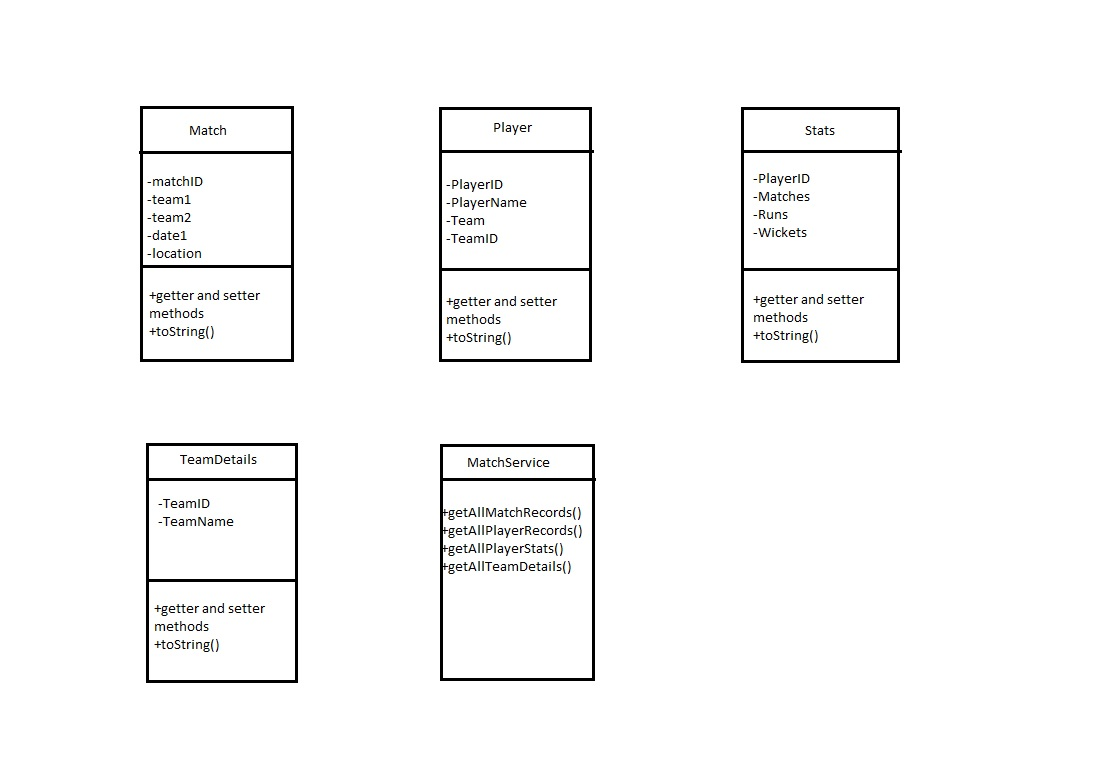 Match
-matchID
-team1
-team2
-date1
-location
+getter and setter
methods
+toString()
Player
-PlayerID
-PlayerName
-Team
-TeamID
+getter and setter
methods
+toString()
Stats
-PlayerID
-Matches
-Runs
-Wickets
+getter and setter
methods
+toString()
TeamDetails
-TeamID
-TeamName
+getter and setter
methods
+toString()
MatchService
+getAllMatchRecords()
+getAllPlayerRecords()
+getAllPlayerStats()
+getAllTeamDetails()